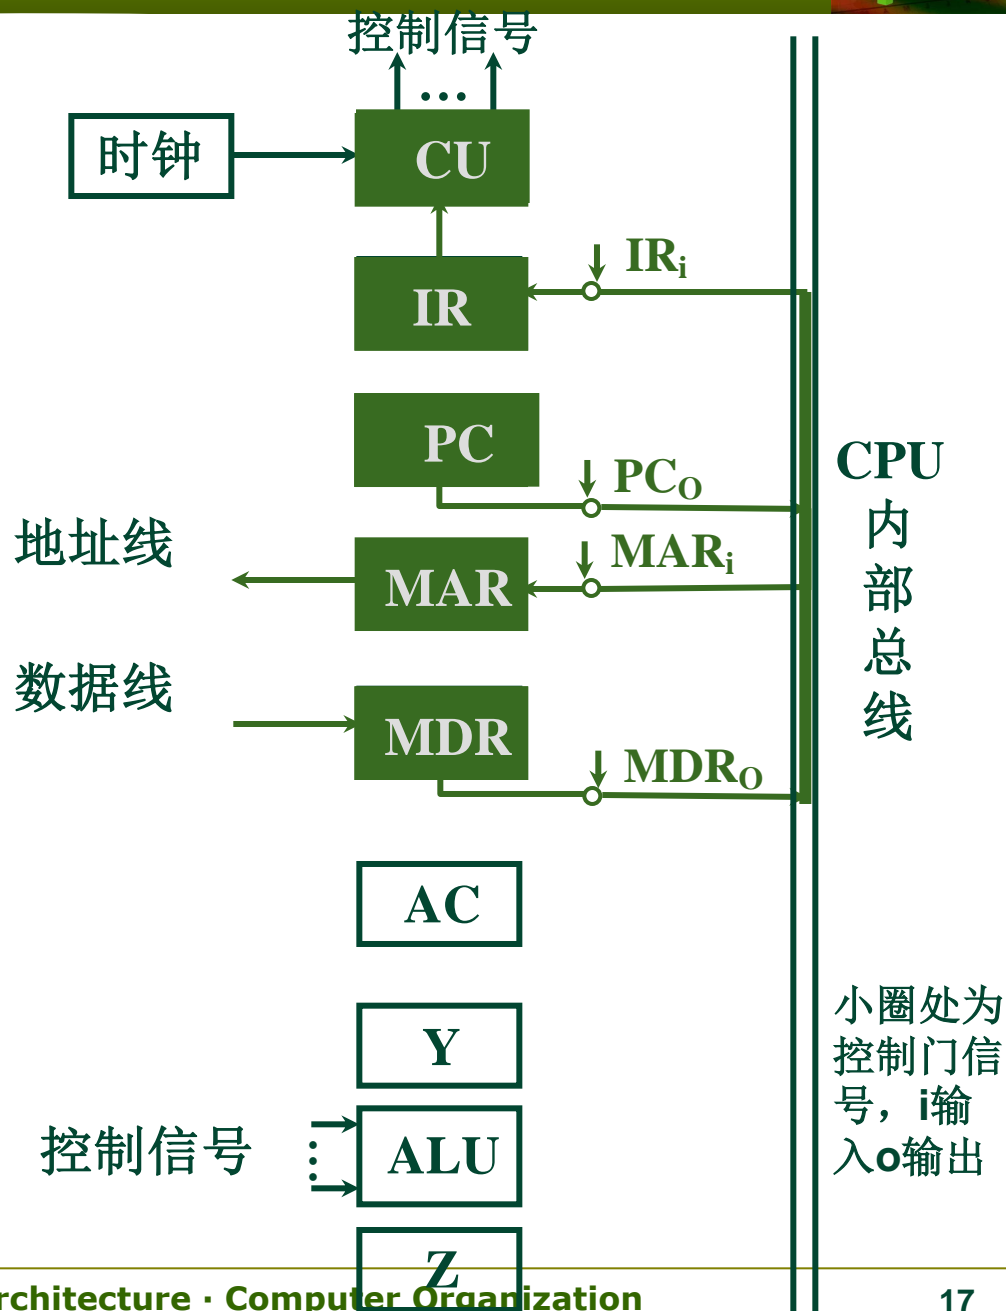 控制信号
…
时钟
CU
IR
IRi
PC
PCO
地址线
MAR
MARi
数据线
MDR
MDRO
CPU
内
部
总
线
AC
Y
小圈处为
控制门信
号，i输
入o输出
控制信号
ALU
Z
rchitecture · Computer Organization
17